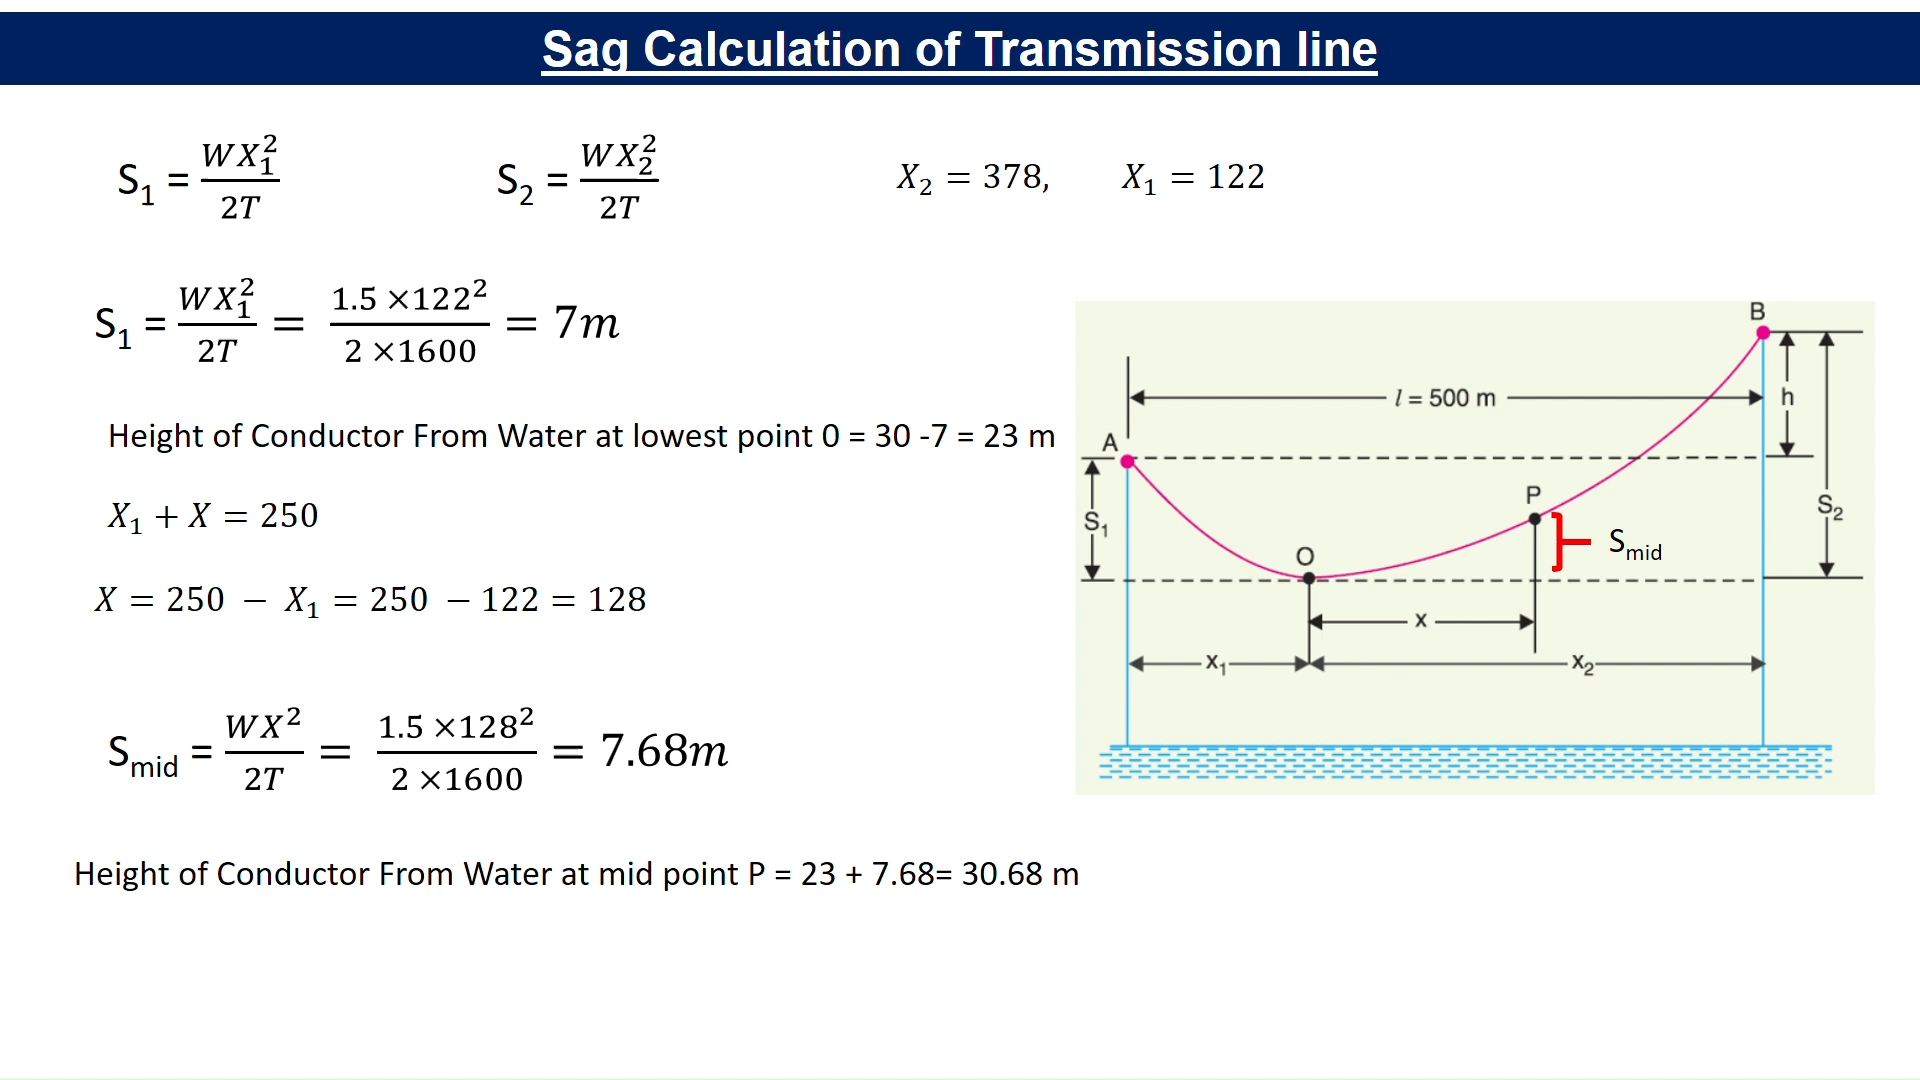 Sag Calculation of Transmission line
S₁ = WX₁²/2T    S₂ = WX₂²/2T    X₂ = 378,    X₁ = 122
S₁ = WX₁²/2T = 1.5 ×122²/2 ×1600 = 7m
Height of Conductor From Water at lowest point 0 = 30 -7 = 23 m
X₁ + X = 250
X = 250 − X₁ = 250 − 122 = 128
S_mid = WX²/2T = 1.5 ×128²/2 ×1600 = 7.68m
Height of Conductor From Water at mid point P = 23 + 7.68= 30.68 m
B
l = 500 m
h
A
P
S₁
S₂
S_mid
O
x
x₁
x₂